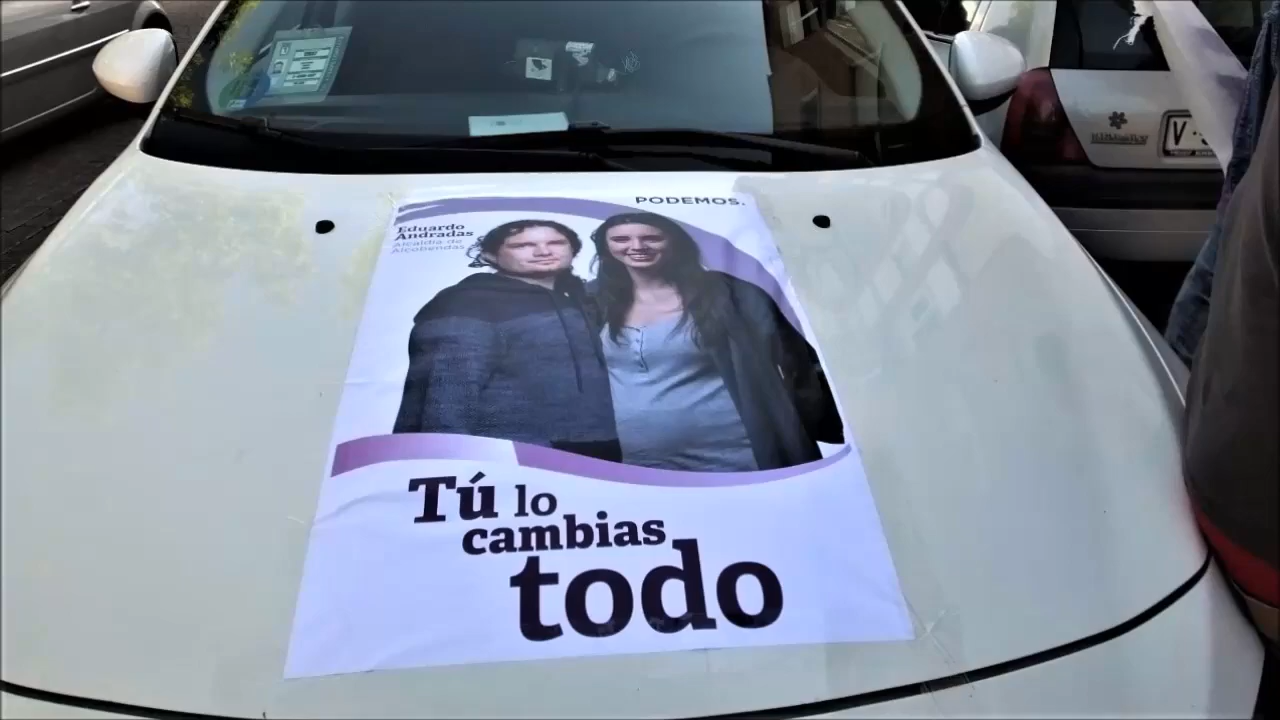 PODEMOS.
Eduardo
Andradas
Alcaldía de
Alcobendas
Tú lo
cambias
todo
V